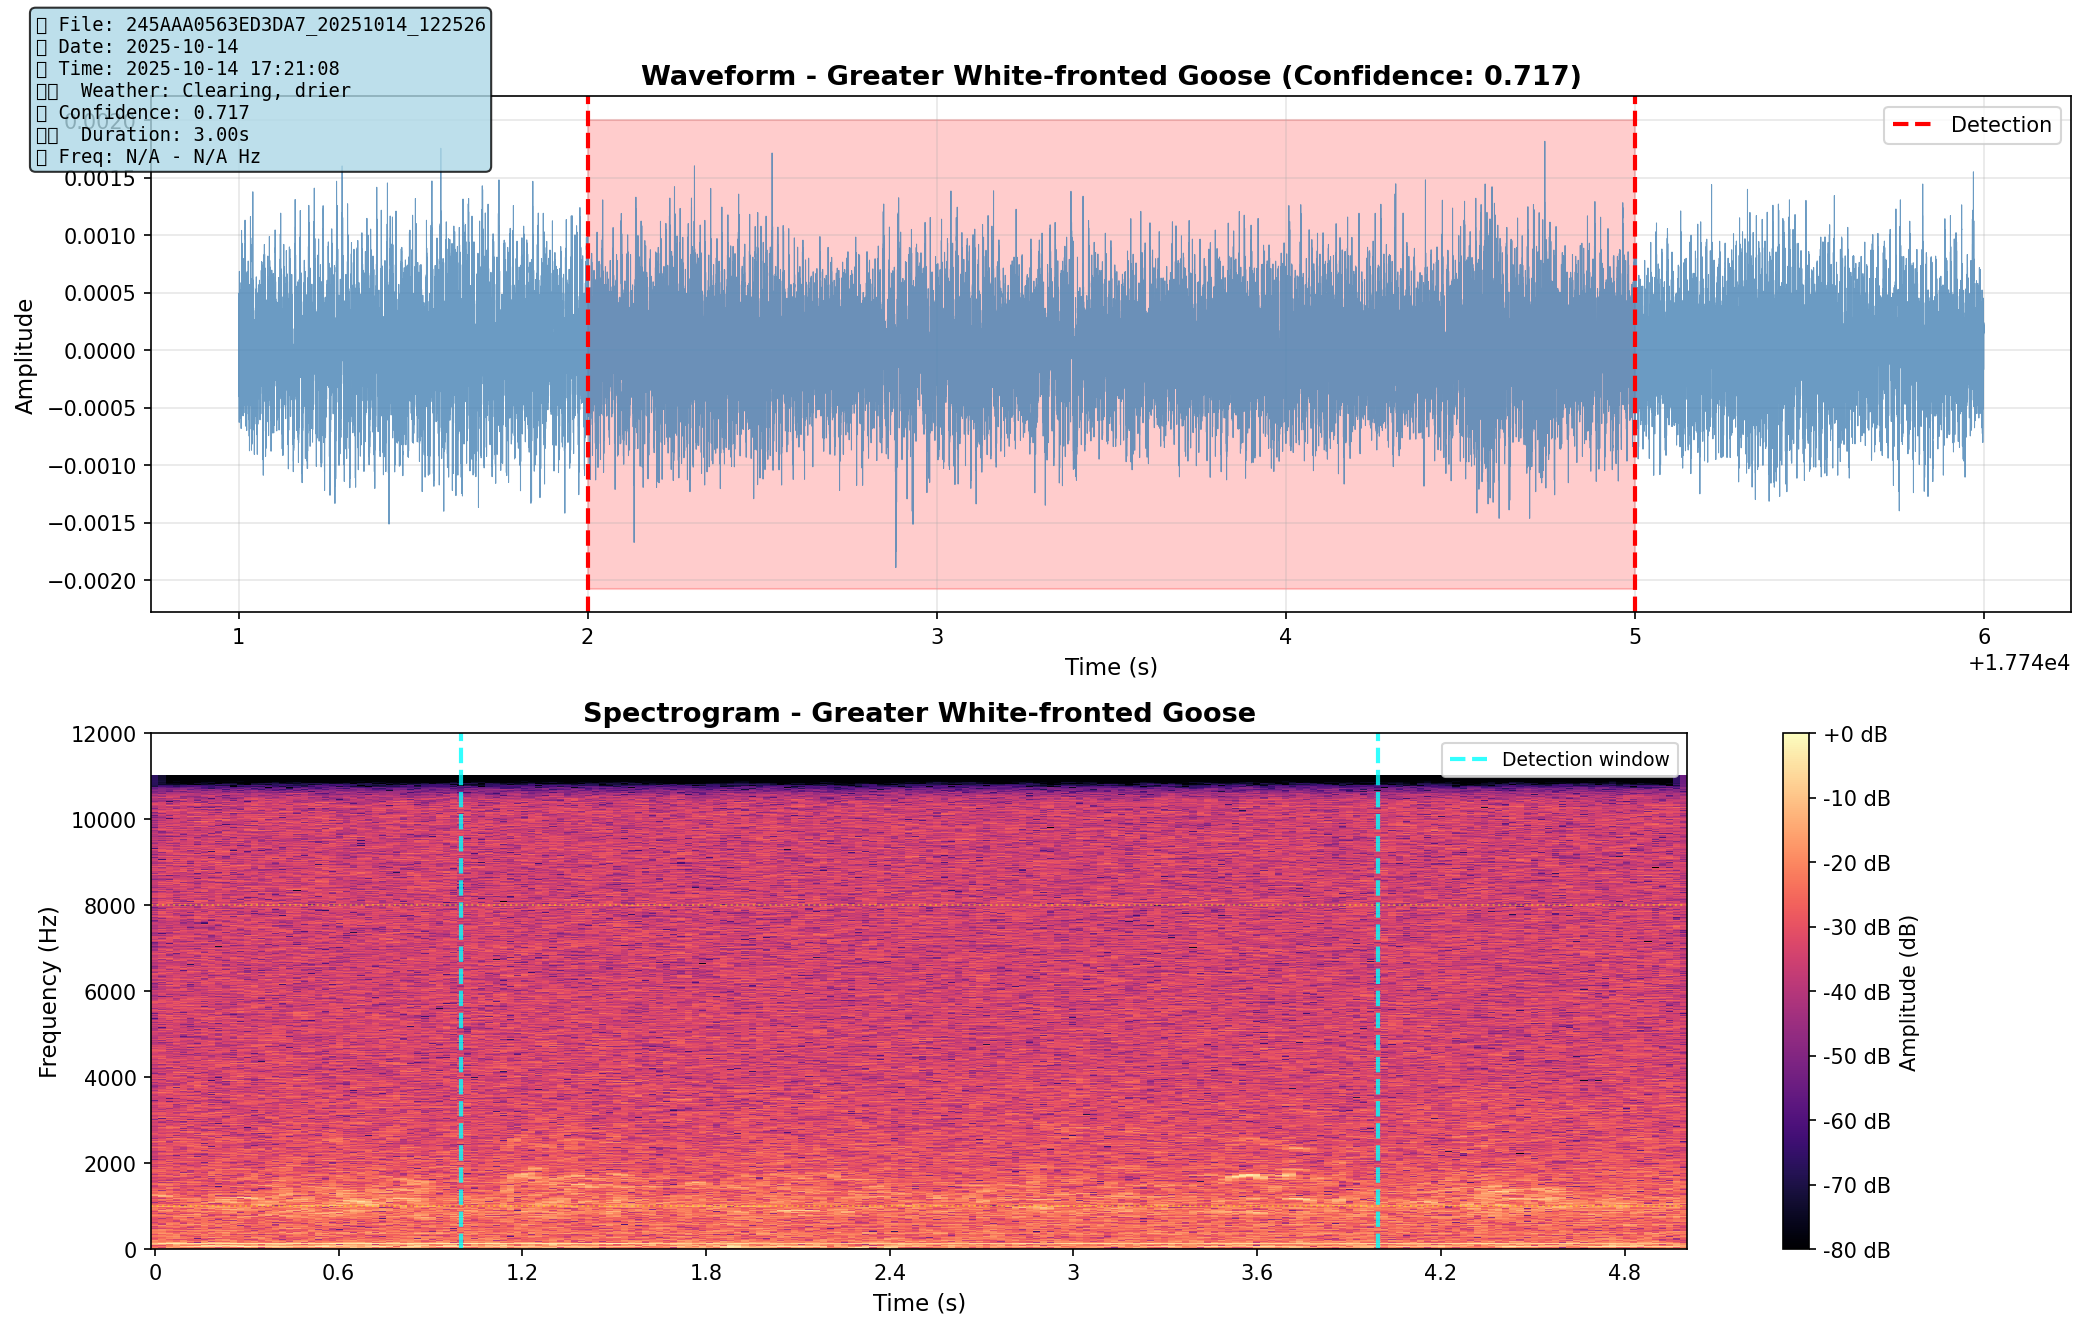 File: 245AAA0563ED3DA7_20251014_122526
Date: 2025-10-14
Time: 2025-10-14 17:21:08
Weather: Clearing, drier
Confidence: 0.717
Duration: 3.00s
Freq: N/A - N/A Hz
Waveform - Greater White-fronted Goose (Confidence: 0.717)
Detection
Amplitude
0.0020
0.0015
0.0010
0.0005
0.0000
−0.0005
−0.0010
−0.0015
−0.0020
1 2 3 4 5 6
Time (s)
+1.774e4
Spectrogram - Greater White-fronted Goose
Detection window
Frequency (Hz)
12000
10000
8000
6000
4000
2000
0
0 0.6 1.2 1.8 2.4 3 3.6 4.2 4.8
Time (s)
+0 dB
-10 dB
-20 dB
-30 dB
-40 dB
-50 dB
-60 dB
-70 dB
-80 dB
Amplitude (dB)